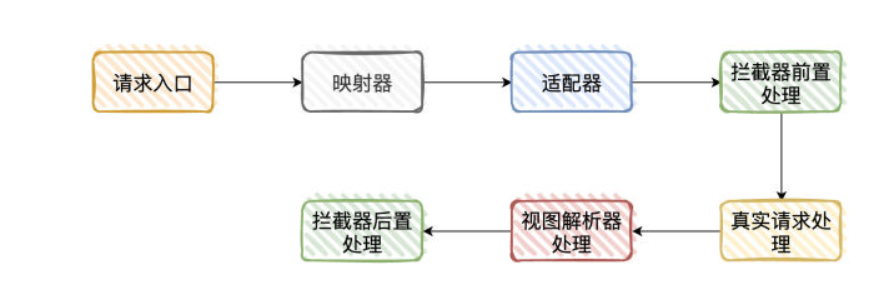 请求入口
映射器
适配器
拦截器前置
处理
真实请求处
理
视图解析器
处理
拦截器后置
处理